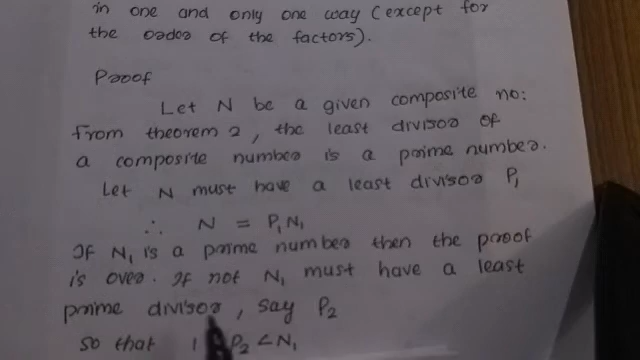 in one and only one way (except for
the order of the factors).
Proof
Let N be a given composite no:
From theorem 2, the least divisor of
a composite number is a prime number.
Let N must have a least divisor P₁
∴ N = P₁N₁
If N₁ is a prime number then the proof
is over. If not N₁ must have a least
prime divisor, say P₂
so that 1 P₂ < N₁